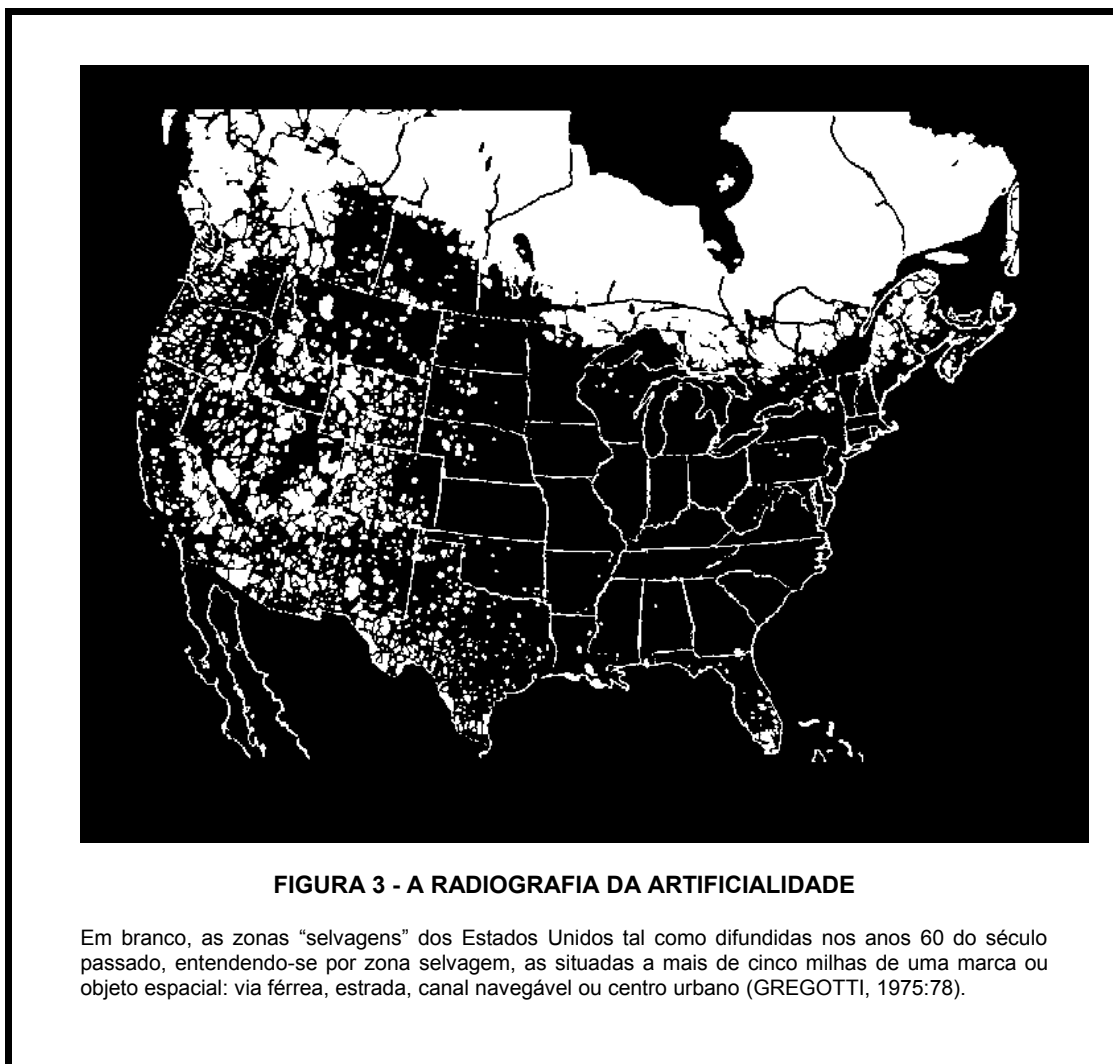 FIGURA 3 - A RADIOGRAFIA DA ARTIFICIALIDADE
Em branco, as zonas “selvagens” dos Estados Unidos tal como difundidas nos anos 60 do século
passado, entendendo-se por zona selvagem, as situadas a mais de cinco milhas de uma marca ou
objeto espacial: via férrea, estrada, canal navegável ou centro urbano (GREGOTTI, 1975:78).